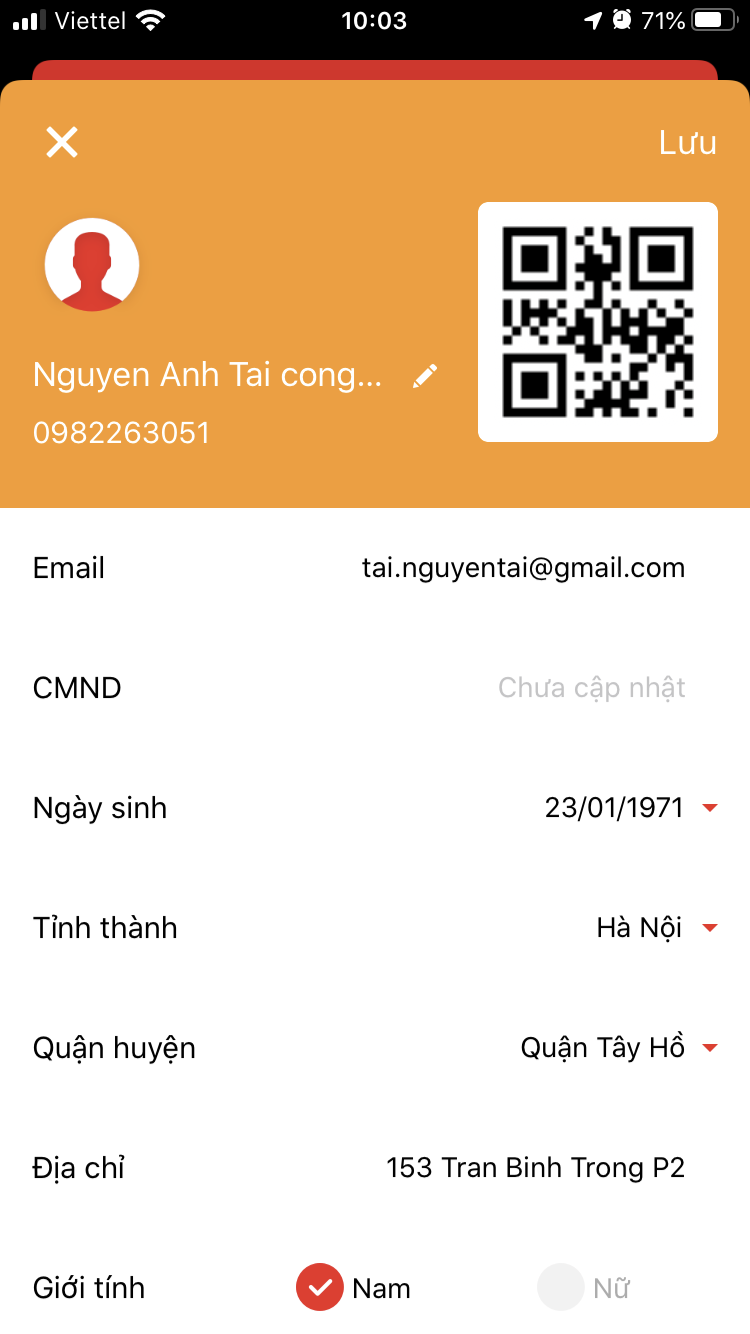 Viettel 10:03 71%
Lưu
Nguyen Anh Tai cong...
0982263051
Email tai.nguyentai@gmail.com
CMND Chưa cập nhật
Ngày sinh 23/01/1971
Tỉnh thành Hà Nội
Quận huyện Quận Tây Hồ
Địa chỉ 153 Tran Binh Trong P2
Giới tính Nam Nữ